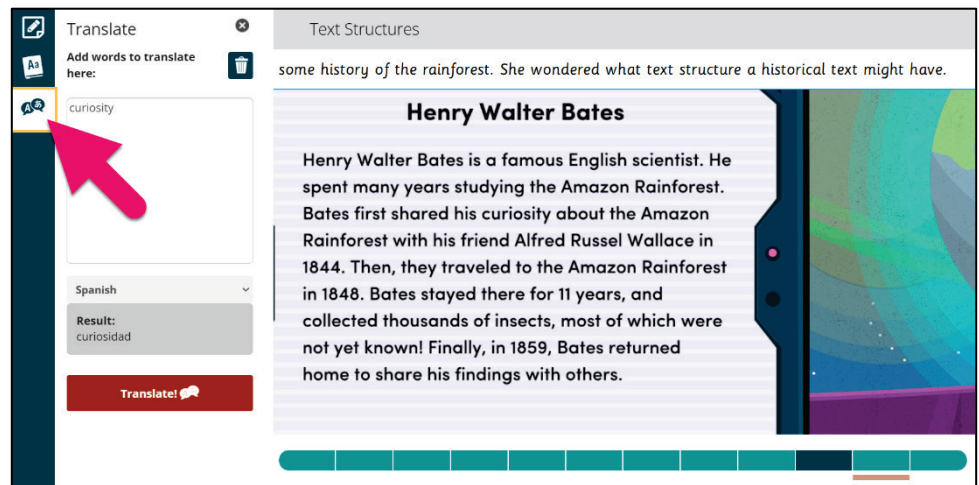 Translate
Add words to translate
here:
curiosity
Spanish
Result:
curiosidad
Translate!
Text Structures
some history of the rainforest. She wondered what text structure a historical text might have.
Henry Walter Bates
Henry Walter Bates is a famous English scientist. He
spent many years studying the Amazon Rainforest.
Bates first shared his curiosity about the Amazon
Rainforest with his friend Alfred Russel Wallace in
1844. Then, they traveled to the Amazon Rainforest
in 1848. Bates stayed there for 11 years, and
collected thousands of insects, most of which were
not yet known! Finally, in 1859, Bates returned
home to share his findings with others.